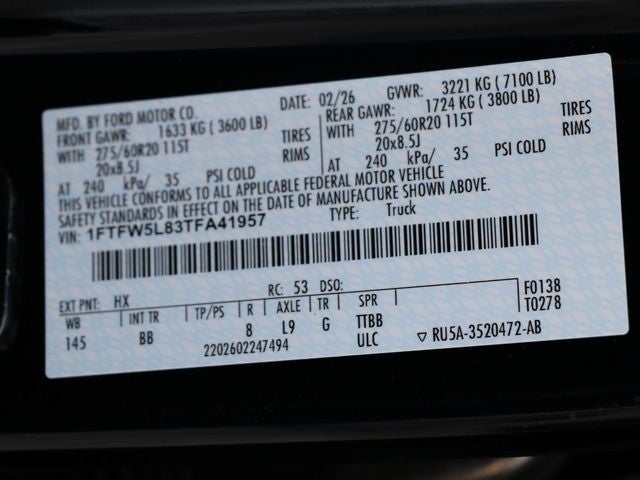 MFD. BY FORD MOTOR CO. DATE: 02/26 GVWR: 3221 KG ( 7100 LB)
FRONT GAWR: 1633 KG ( 3600 LB) REAR GAWR: 1724 KG ( 3800 LB)
WITH 275/60R20 115T TIRES WITH 275/60R20 115T TIRES
20x8.5J RIMS 20x8.5J RIMS
AT 240 kPa/ 35 PSI COLD AT 240 kPa/ 35 PSI COLD
THIS VEHICLE CONFORMS TO ALL APPLICABLE FEDERAL MOTOR VEHICLE
SAFETY STANDARDS IN EFFECT ON THE DATE OF MANUFACTURE SHOWN ABOVE.
VIN: 1FTFW5L83TFA41957 TYPE: Truck
EXT PNT: HX RC: 53 DSO: F0138
WB INT TR TP/PS R AXLE TR SPR T0278
145 BB 8 L9 G TTBB
2202602247494 ULC ▽ RU5A-3520472-AB